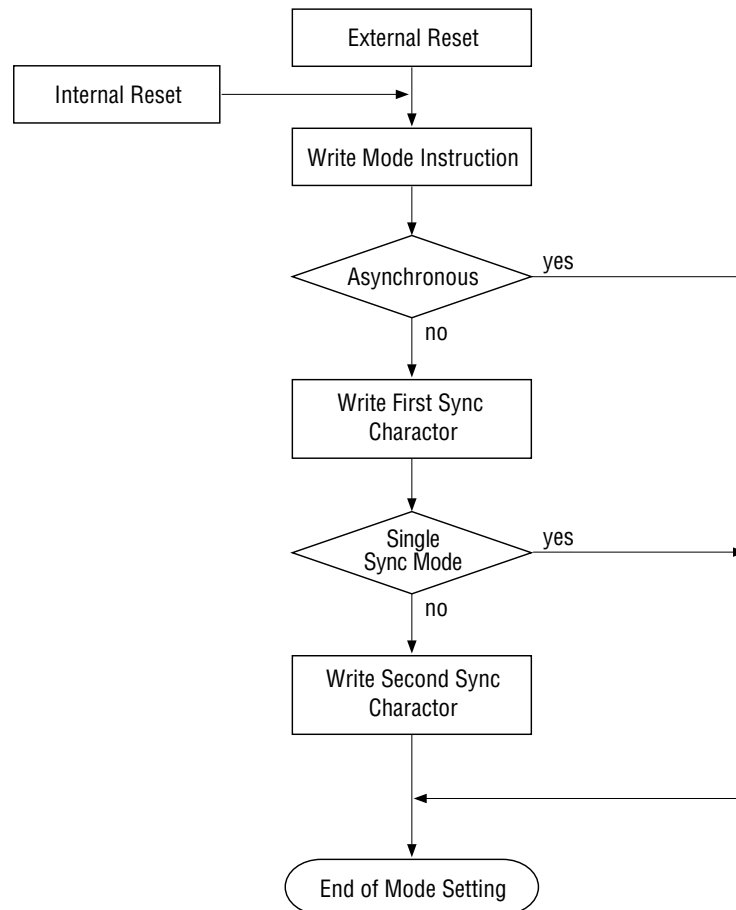 External Reset
Internal Reset
Write Mode Instruction
Asynchronous
yes
no
Write First Sync
Charactor
Single
Sync Mode
yes
no
Write Second Sync
Charactor
End of Mode Setting